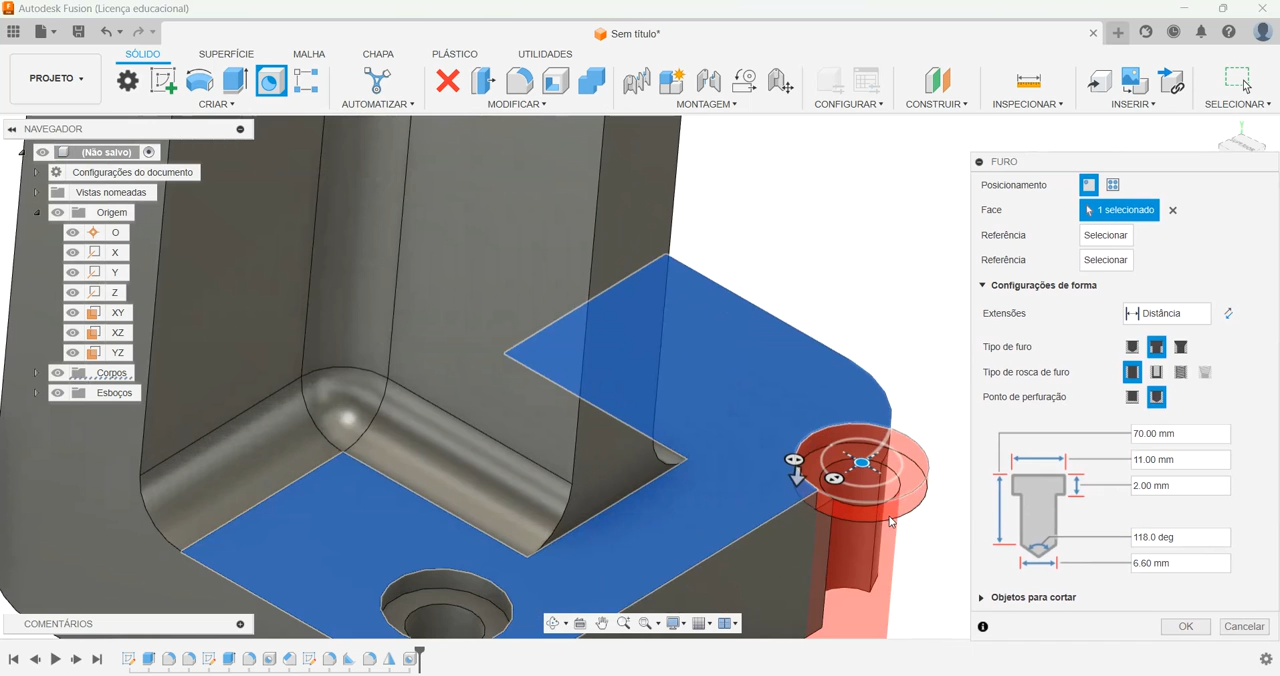 Autodesk Fusion (Licença educacional)
Sem título*
SÓLIDO
SUPERFÍCIE
MALHA
CHAPA
PLÁSTICO
UTILIDADES
PROJETO
CRIAR
AUTOMATIZAR
MODIFICAR
MONTAGEM
CONFIGURAR
CONSTRUIR
INSPECIONAR
INSERIR
SELECIONAR
NAVEGADOR
(Não salvo)
Configurações do documento
Vistas nomeadas
Origem
O
X
Y
Z
XY
XZ
YZ
Corpos
Esboços
FURO
Posicionamento
Face
1 selecionado
Referência
Selecionar
Referência
Selecionar
Configurações de forma
Extensões
Distância
Tipo de furo
Tipo de rosca de furo
Ponto de perfuração
70.00 mm
11.00 mm
2.00 mm
118.0 deg
6.60 mm
Objetos para cortar
OK
Cancelar
COMENTÁRIOS